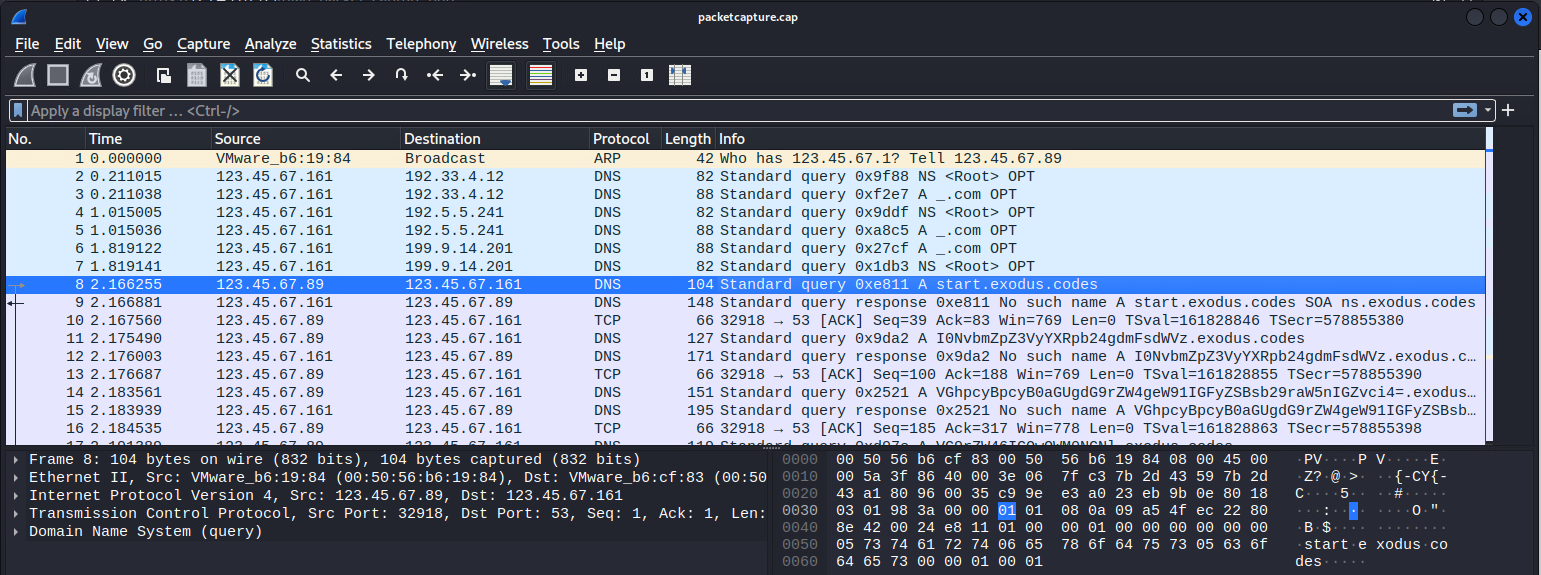 packetcapture.cap
File Edit View Go Capture Analyze Statistics Telephony Wireless Tools Help
Apply a display filter … <Ctrl-/>
No. Time Source Destination Protocol Length Info
1 0.000000 VMware_b6:19:84 Broadcast ARP 42 Who has 123.45.67.1? Tell 123.45.67.89
2 0.211015 123.45.67.161 192.33.4.12 DNS 82 Standard query 0x9f88 NS <Root> OPT
3 0.211038 123.45.67.161 192.33.4.12 DNS 88 Standard query 0xf2e7 A _.com OPT
4 1.015005 123.45.67.161 192.5.5.241 DNS 82 Standard query 0x9ddf NS <Root> OPT
5 1.015036 123.45.67.161 192.5.5.241 DNS 88 Standard query 0xa8c5 A _.com OPT
6 1.819122 123.45.67.161 199.9.14.201 DNS 88 Standard query 0x27cf A _.com OPT
7 1.819141 123.45.67.161 199.9.14.201 DNS 82 Standard query 0x1db3 NS <Root> OPT
8 2.166255 123.45.67.89 123.45.67.161 DNS 104 Standard query 0xe811 A start.exodus.codes
9 2.166881 123.45.67.161 123.45.67.89 DNS 148 Standard query response 0xe811 No such name A start.exodus.codes SOA ns.exodus.codes
10 2.167560 123.45.67.89 123.45.67.161 TCP 66 32918 → 53 [ACK] Seq=39 Ack=83 Win=769 Len=0 TSval=161828846 TSecr=578855380
11 2.175490 123.45.67.89 123.45.67.161 DNS 127 Standard query 0x9da2 A I0NvbmZpZ3VyYXRpb24gdmFsdWVz.exodus.codes
12 2.176003 123.45.67.161 123.45.67.89 DNS 171 Standard query response 0x9da2 No such name A I0NvbmZpZ3VyYXRpb24gdmFsdWVz.exodus.c…
13 2.176687 123.45.67.89 123.45.67.161 TCP 66 32918 → 53 [ACK] Seq=100 Ack=188 Win=769 Len=0 TSval=161828855 TSecr=578855390
14 2.183561 123.45.67.89 123.45.67.161 DNS 151 Standard query 0x2521 A VGhpcyBpcyB0aGUgdG9rZW4geW91IGFyZSBsb29raW5nIGZvci4=.exodus…
15 2.183939 123.45.67.161 123.45.67.89 DNS 195 Standard query response 0x2521 No such name A VGhpcyBpcyB0aGUgdG9rZW4geW91IGFyZSBsb…
16 2.184535 123.45.67.89 123.45.67.161 TCP 66 32918 → 53 [ACK] Seq=185 Ack=317 Win=778 Len=0 TSval=161828863 TSecr=578855398
Frame 8: 104 bytes on wire (832 bits), 104 bytes captured (832 bits)
Ethernet II, Src: VMware_b6:19:84 (00:50:56:b6:19:84), Dst: VMware_b6:cf:83 (00:50
Internet Protocol Version 4, Src: 123.45.67.89, Dst: 123.45.67.161
Transmission Control Protocol, Src Port: 32918, Dst Port: 53, Seq: 1, Ack: 1, Len:
Domain Name System (query)
0000 00 50 56 b6 cf 83 00 50 56 b6 19 84 08 00 45 00 ·PV····P V·····E·
0010 00 5a 3f 86 40 00 3e 06 7f c3 7b 2d 43 59 7b 2d ·Z?·@·>· ··{-CY{-
0020 43 a1 80 96 00 35 c9 9e e3 a0 23 eb 9b 0e 80 18 C····5·· ··#·····
0030 03 01 98 3a 00 00 01 01 08 0a 09 a5 4f ec 22 80 ···:···· ····O·"·
0040 8e 42 00 24 e8 11 01 00 00 01 00 00 00 00 00 00 ·B·$···· ········
0050 05 73 74 61 72 74 06 65 78 6f 64 75 73 05 63 6f ·start·e xodus·co
0060 64 65 73 00 00 01 00 01 des·····